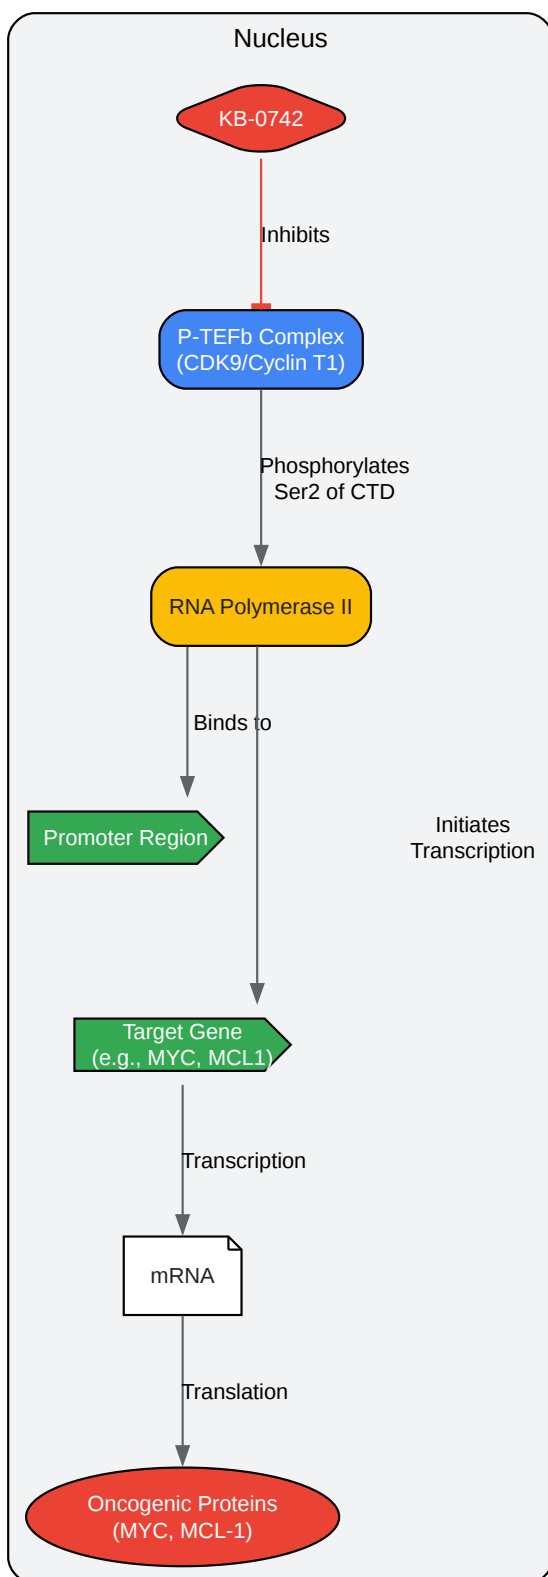 Nucleus
KB-0742
Inhibits
P-TEFb Complex
(CDK9/Cyclin T1)
Phosphorylates
Ser2 of CTD
RNA Polymerase II
Binds to
Promoter Region
Initiates
Transcription
Target Gene
(e.g., MYC, MCL1)
Transcription
mRNA
Translation
Oncogenic Proteins
(MYC, MCL-1)